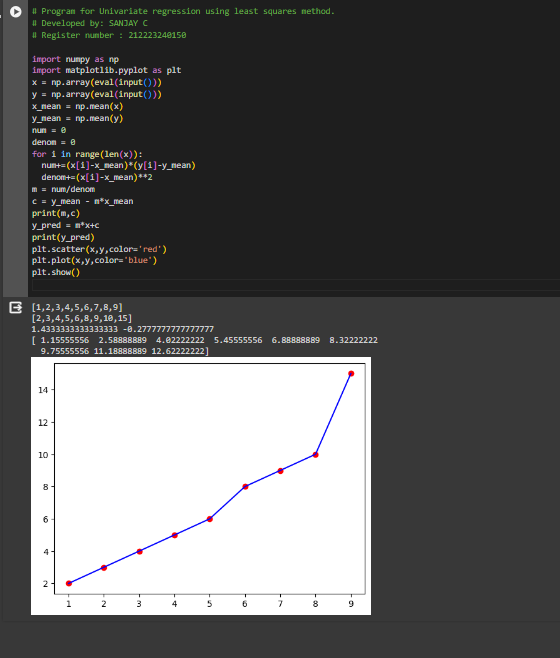 # Program for Univariate regression using least squares method.
# Developed by: SANJAY C
# Register number : 212223240150
import numpy as np
import matplotlib.pyplot as plt
x = np.array(eval(input()))
y = np.array(eval(input()))
x_mean = np.mean(x)
y_mean = np.mean(y)
num = 0
denom = 0
for i in range(len(x)):
  num+=(x[i]-x_mean)*(y[i]-y_mean)
  denom+=(x[i]-x_mean)**2
m = num/denom
c = y_mean - m*x_mean
print(m,c)
y_pred = m*x+c
print(y_pred)
plt.scatter(x,y,color='red')
plt.plot(x,y,color='blue')
plt.show()
[1,2,3,4,5,6,7,8,9]
[2,3,4,5,6,8,9,10,15]
1.4333333333333333 -0.2777777777777777
[ 1.15555556  2.58888889  4.02222222  5.45555556  6.88888889  8.32222222
  9.75555556 11.18888889 12.62222222]
14
12
10
8
6
4
2
1 2 3 4 5 6 7 8 9